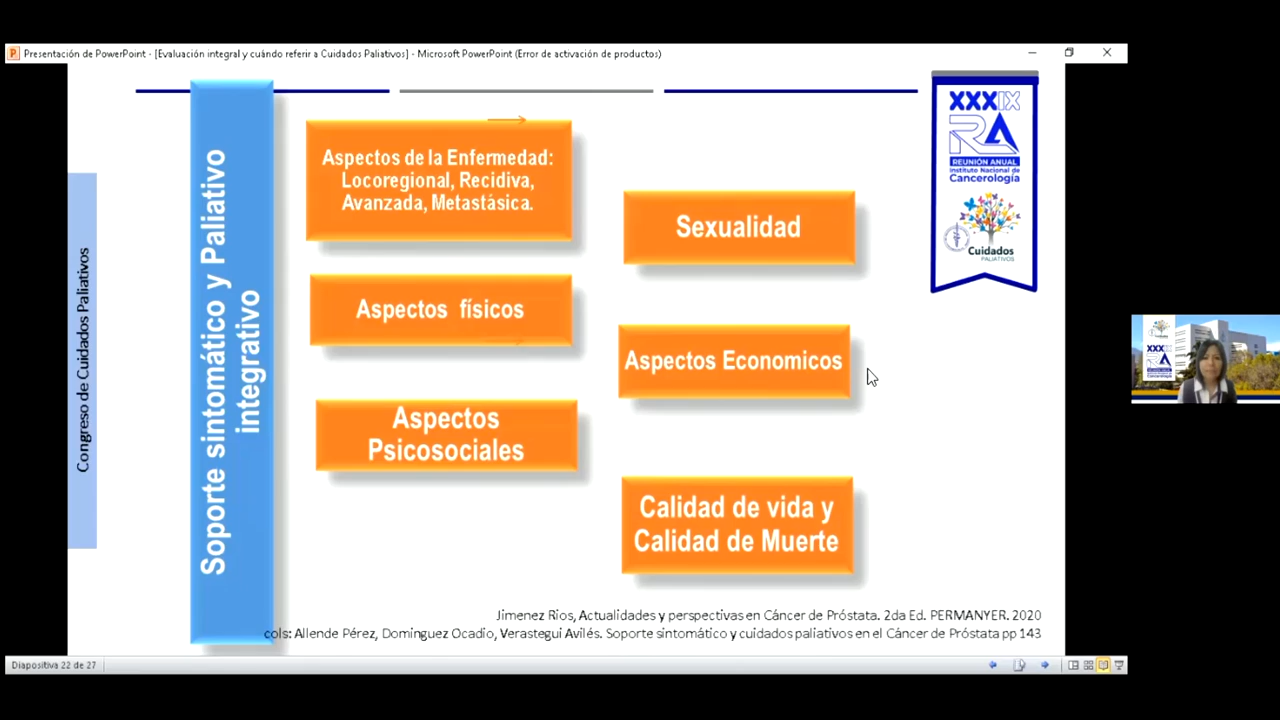 Presentación de PowerPoint - [Evaluación integral y cuándo referir a Cuidados Paliativos] - Microsoft PowerPoint (Error de activación de productos)
Congreso de Cuidados Paliativos
Soporte sintomático y Paliativo
integrativo
Aspectos de la Enfermedad:
Locoregional, Recidiva,
Avanzada, Metastásica.
Aspectos físicos
Aspectos
Psicosociales
Sexualidad
Aspectos Economicos
Calidad de vida y
Calidad de Muerte
XXXIX
RA
REUNIÓN ANUAL
Instituto Nacional de
Cancerología
Cuidados
PALIATIVOS
Jimenez Rios, Actualidades y perspectivas en Cáncer de Próstata. 2da Ed. PERMANYER. 2020
cols: Allende Pérez, Dominguez Ocadio, Verastegui Avilés. Soporte sintomático y cuidados paliativos en el Cáncer de Próstata pp 143
Diapositiva 22 de 27